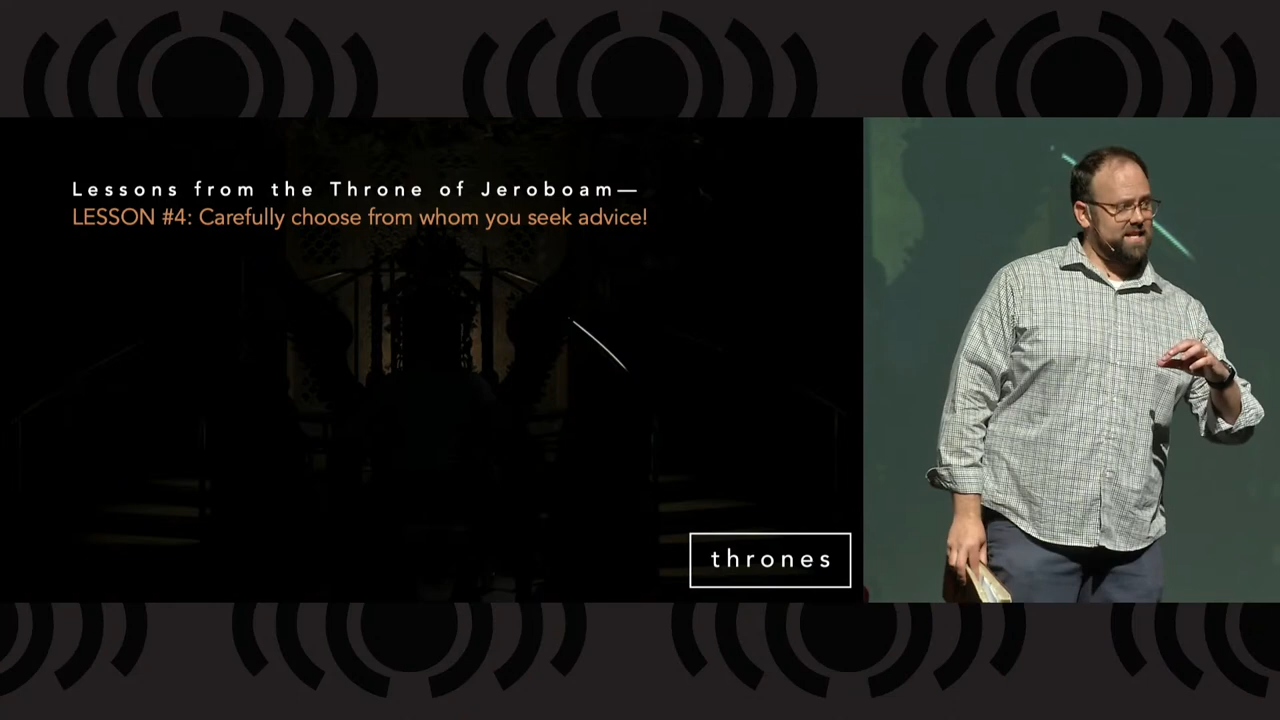 Lessons from the Throne of Jeroboam—
LESSON #4: Carefully choose from whom you seek advice!
thrones